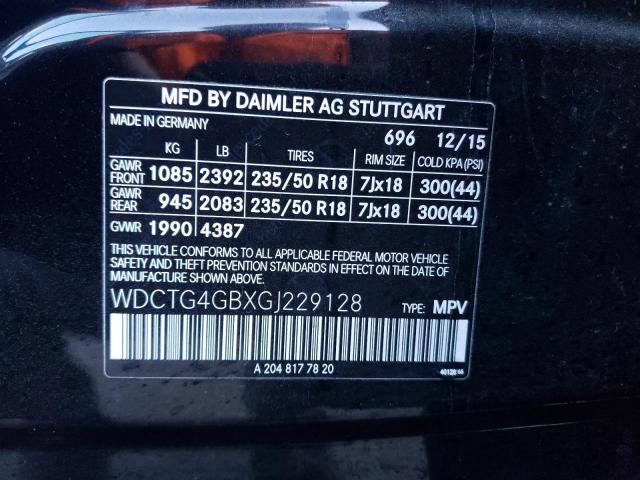 MFD BY DAIMLER AG STUTTGART
MADE IN GERMANY 696 12/15
KG LB TIRES RIM SIZE COLD KPA(PSI)
GAWR FRONT 1085 2392 235/50 R18 7Jx18 300(44)
GAWR REAR 945 2083 235/50 R18 7Jx18 300(44)
GVWR 1990 4387
THIS VEHICLE CONFORMS TO ALL APPLICABLE FEDERAL MOTOR VEHICLE
SAFETY AND THEFT PREVENTION STANDARDS IN EFFECT ON THE DATE OF
MANUFACTURE SHOWN ABOVE.
WDCTG4GBXGJ229128 TYPE: MPV
A 204 817 78 20